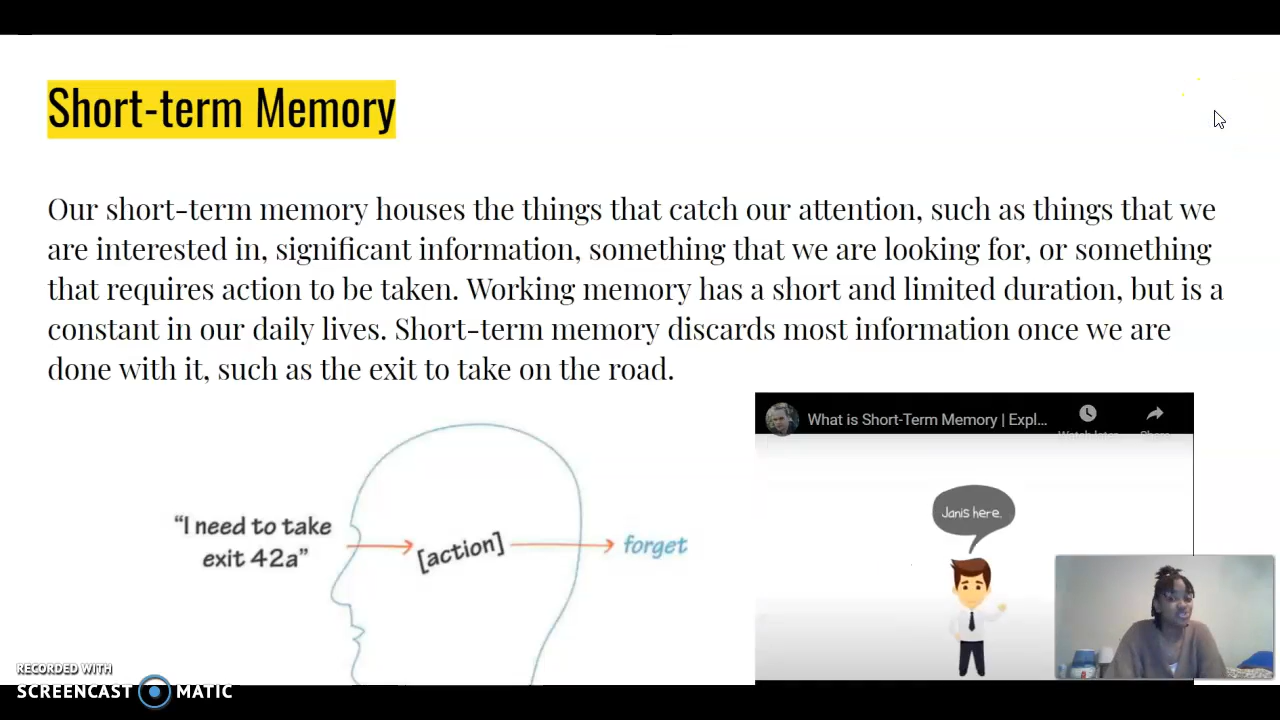 Short-term Memory
Our short-term memory houses the things that catch our attention, such as things that we
are interested in, significant information, something that we are looking for, or something
that requires action to be taken. Working memory has a short and limited duration, but is a
constant in our daily lives. Short-term memory discards most information once we are
done with it, such as the exit to take on the road.
“I need to take
exit 42a”
[action]
forget
What is Short-Term Memory | Expl...
Watch later
Share
Janis here.
RECORDED WITH
SCREENCAST MATIC